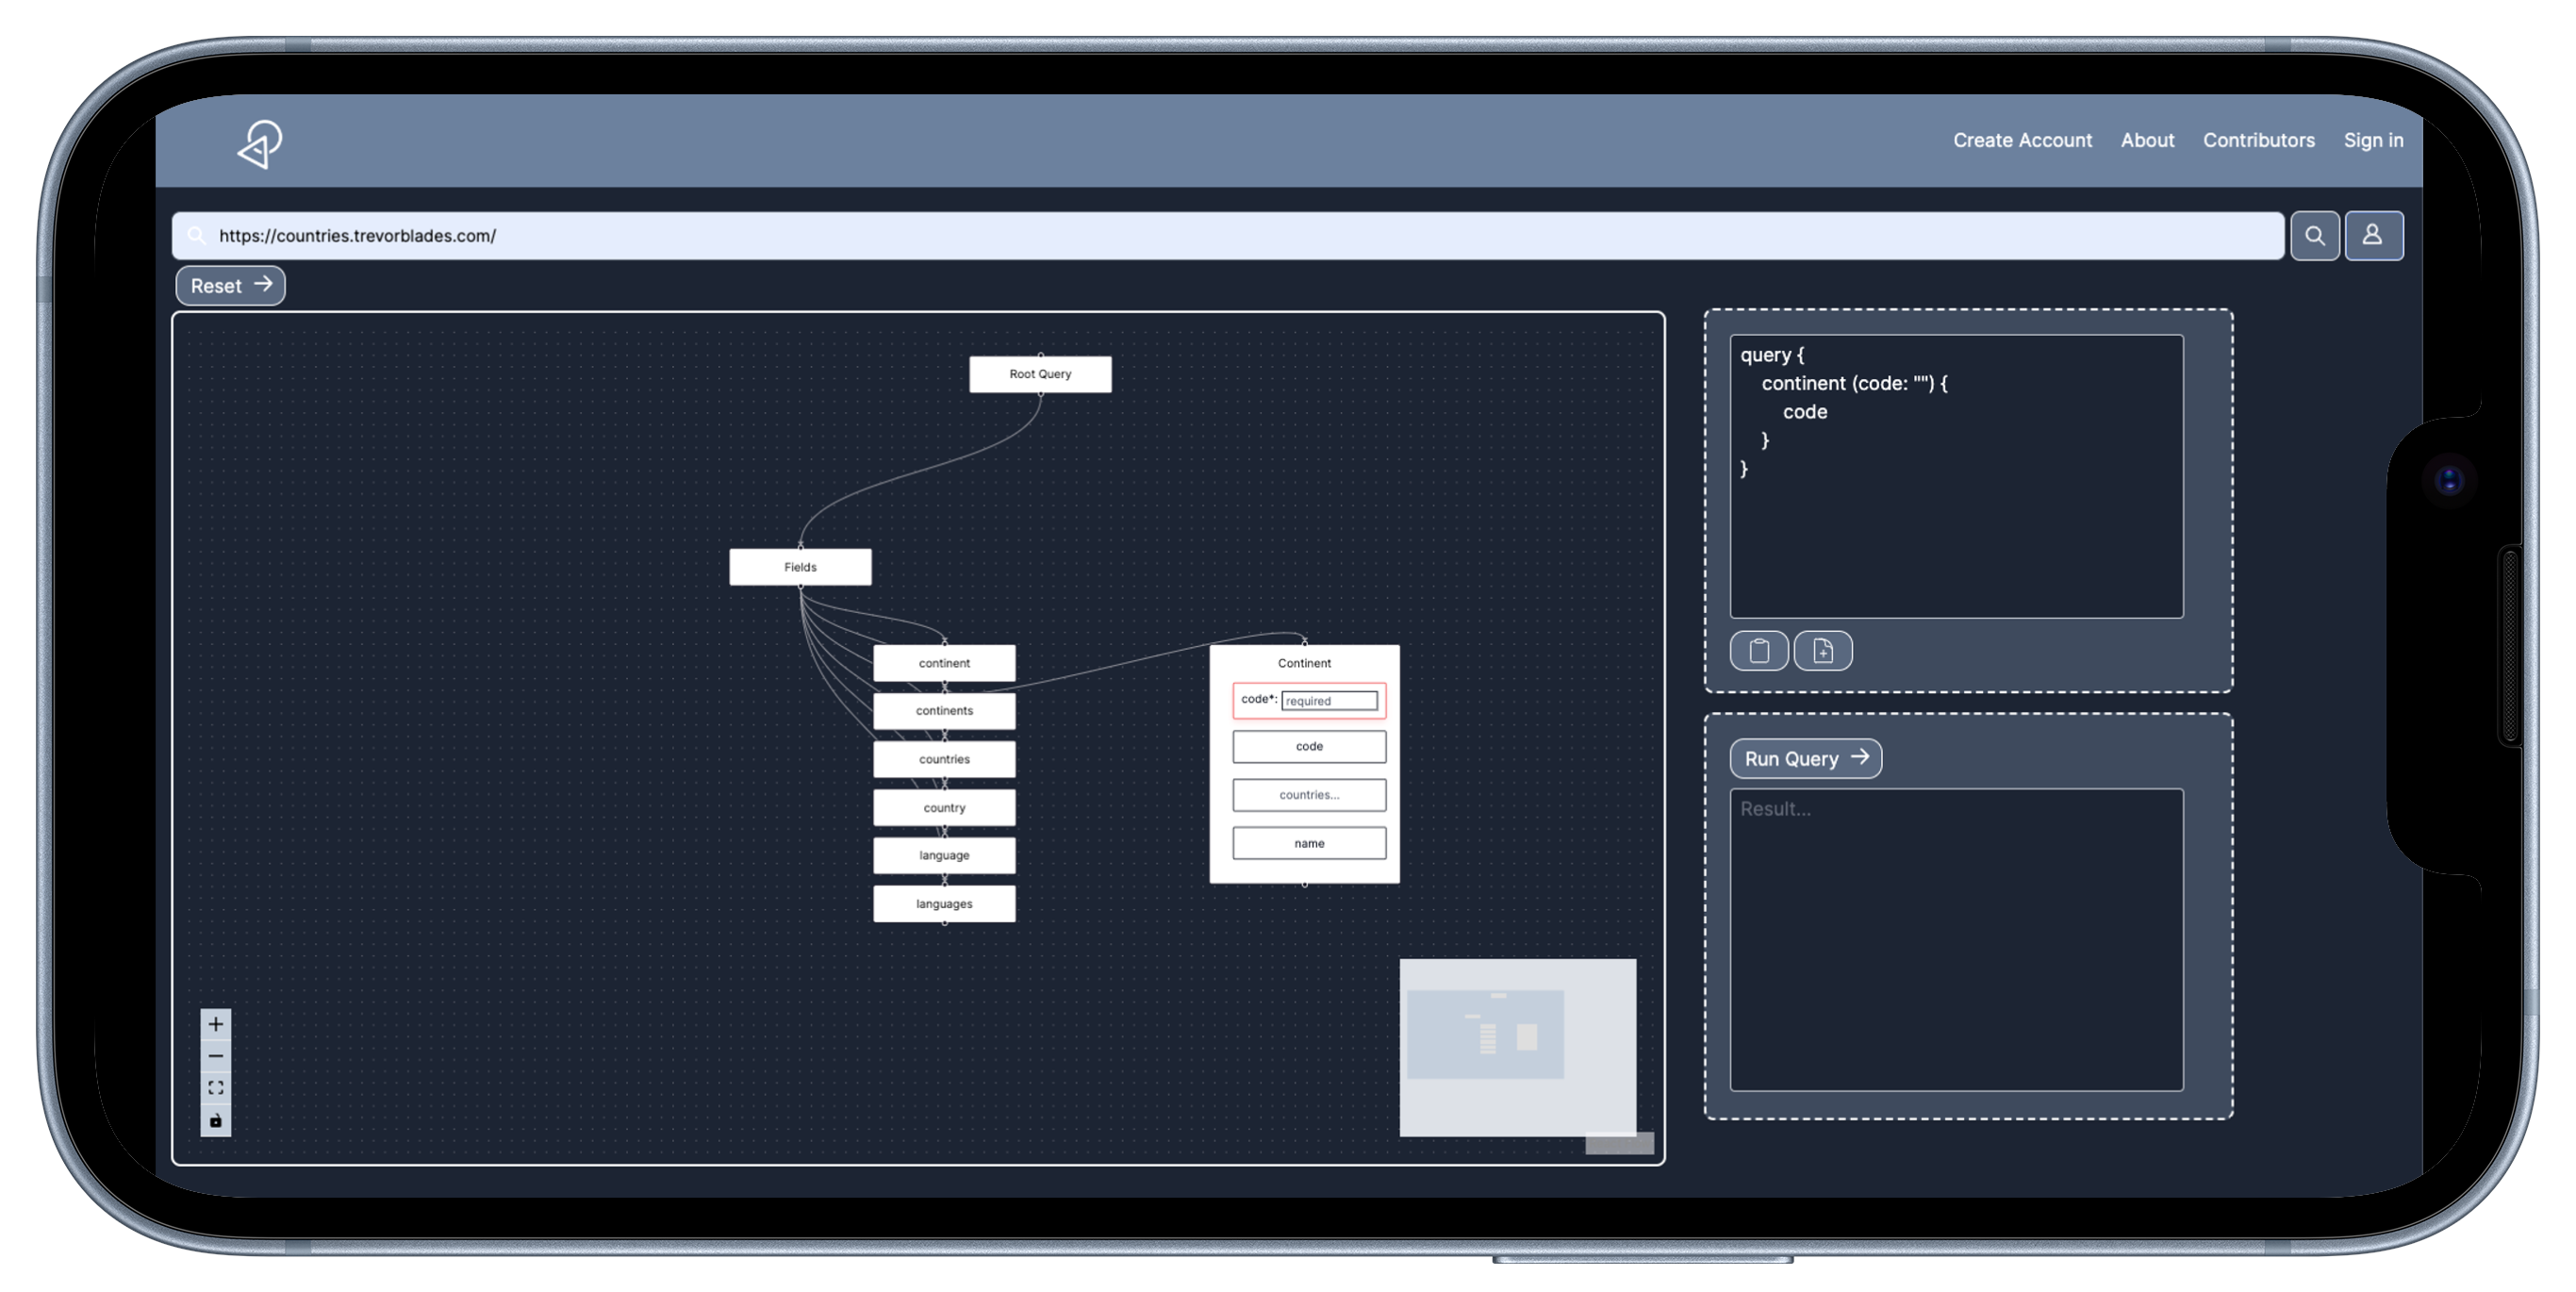 Create Account About Contributors Sign in
https://countries.trevorblades.com/
Reset
Root Query
Fields
continent
continents
countries
country
language
languages
Continent
code*: required
code
countries...
name
query {
continent (code: "") {
code
}
}
Run Query
Result...